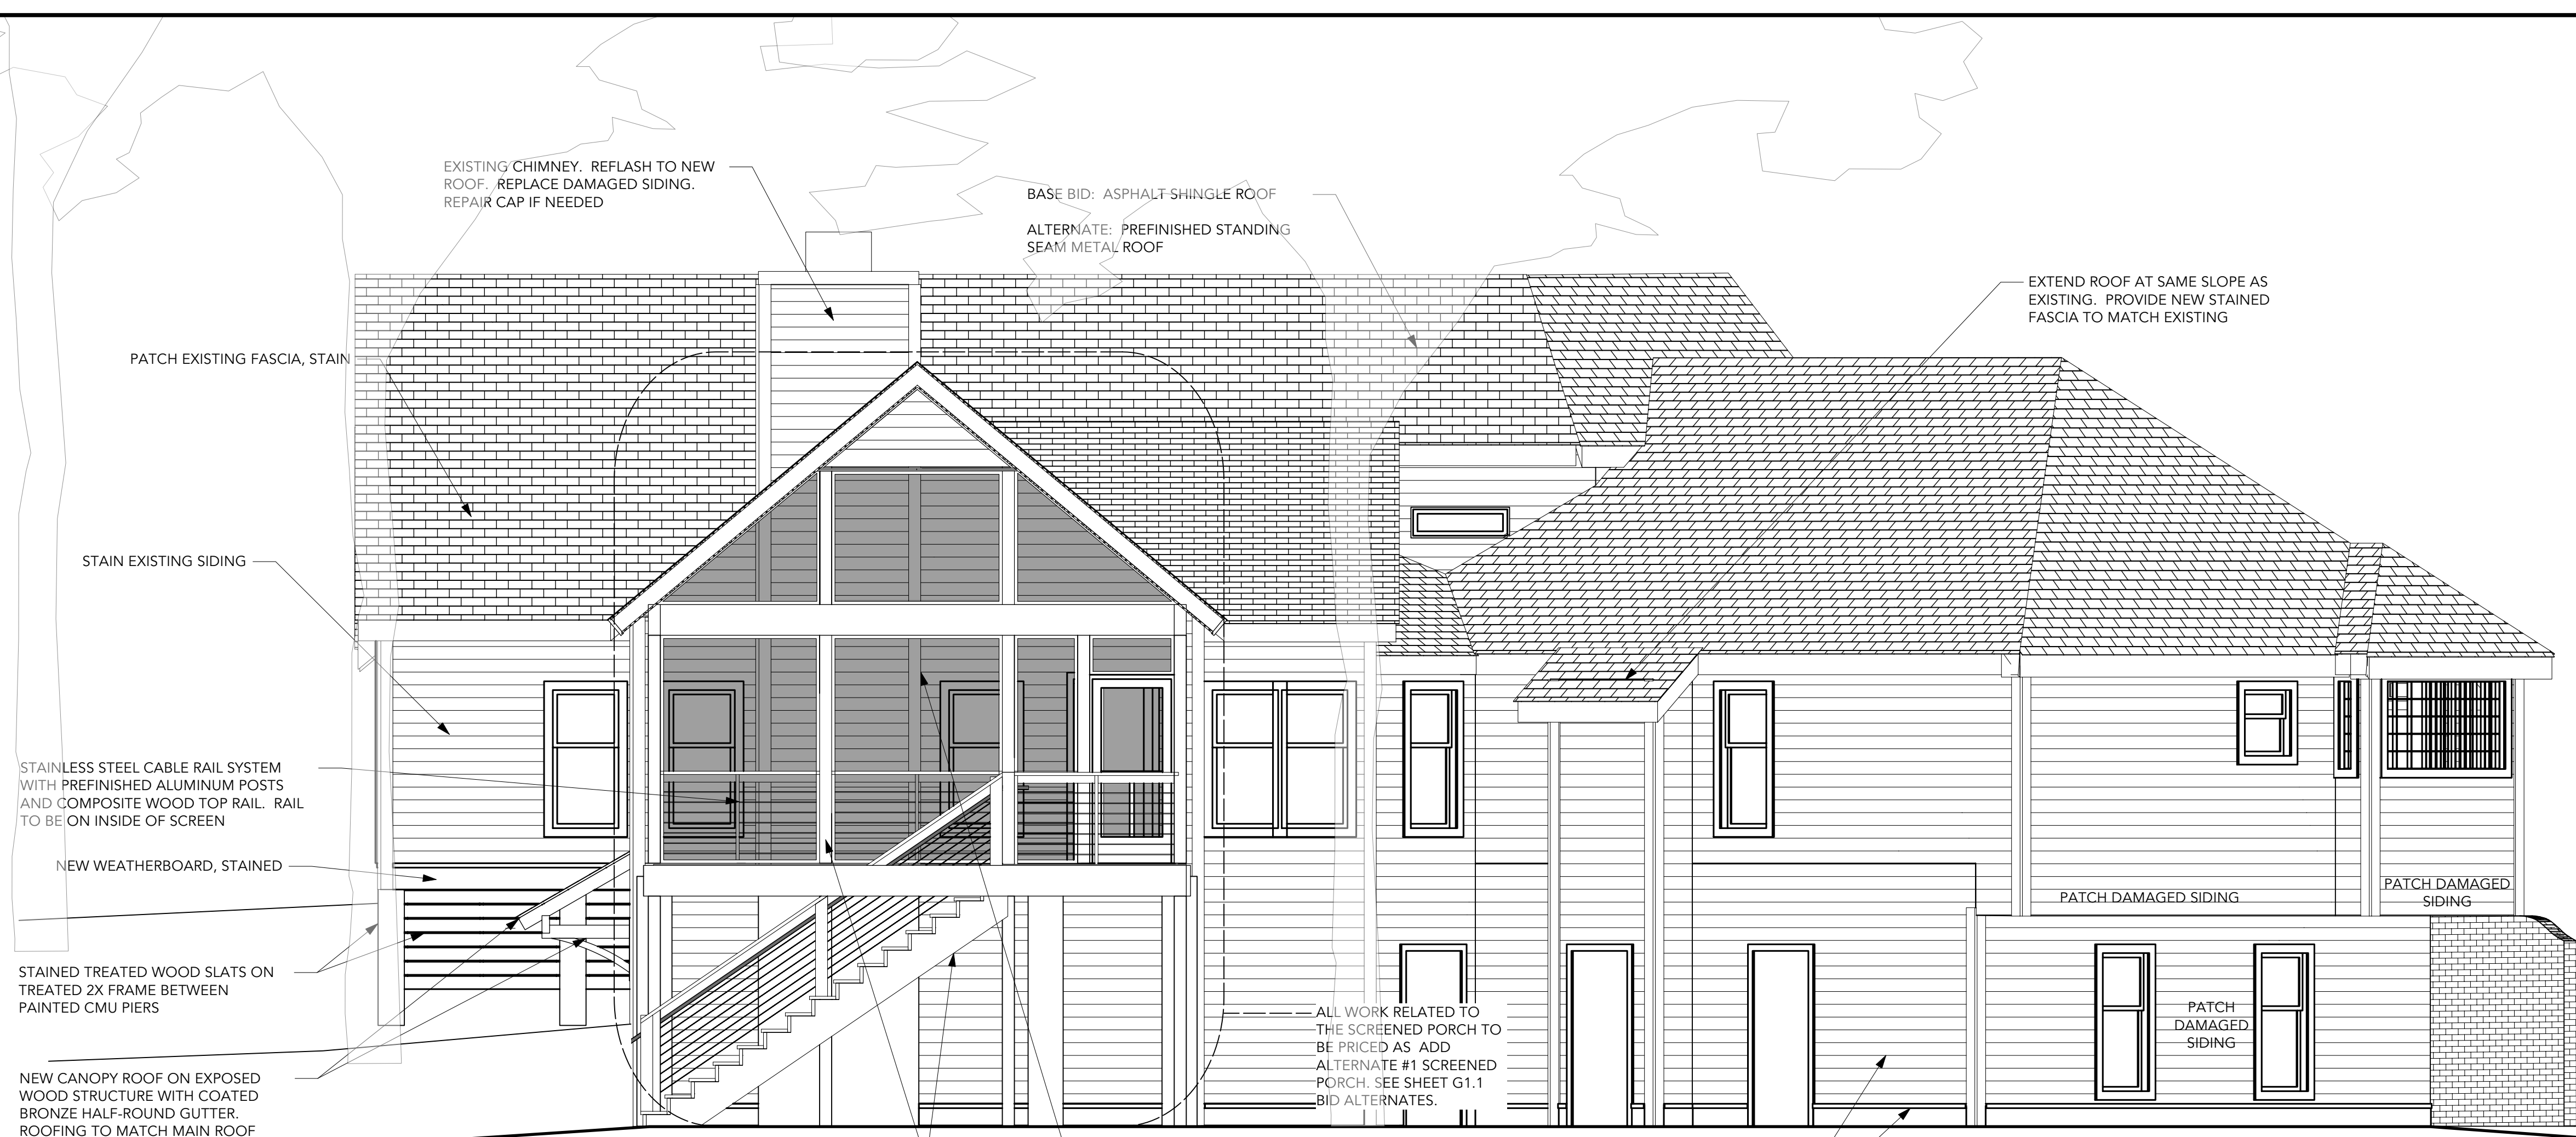 EXISTING CHIMNEY. REFLASH TO NEW
ROOF. REPLACE DAMAGED SIDING.
REPAIR CAP IF NEEDED
BASE BID: ASPHALT SHINGLE ROOF
ALTERNATE: PREFINISHED STANDING
SEAM METAL ROOF
EXTEND ROOF AT SAME SLOPE AS
EXISTING. PROVIDE NEW STAINED
FASCIA TO MATCH EXISTING
PATCH EXISTING FASCIA, STAIN
STAIN EXISTING SIDING
STAINLESS STEEL CABLE RAIL SYSTEM
WITH PREFINISHED ALUMINUM POSTS
AND COMPOSITE WOOD TOP RAIL. RAIL
TO BE ON INSIDE OF SCREEN
NEW WEATHERBOARD, STAINED
STAINED TREATED WOOD SLATS ON
TREATED 2X FRAME BETWEEN
PAINTED CMU PIERS
NEW CANOPY ROOF ON EXPOSED
WOOD STRUCTURE WITH COATED
BRONZE HALF-ROUND GUTTER.
ROOFING TO MATCH MAIN ROOF
ALL WORK RELATED TO
THE SCREENED PORCH TO
BE PRICED AS ADD
ALTERNATE #1 SCREENED
PORCH. SEE SHEET G1.1
BID ALTERNATES.
PATCH DAMAGED SIDING
PATCH DAMAGED
SIDING
PATCH
DAMAGED
SIDING